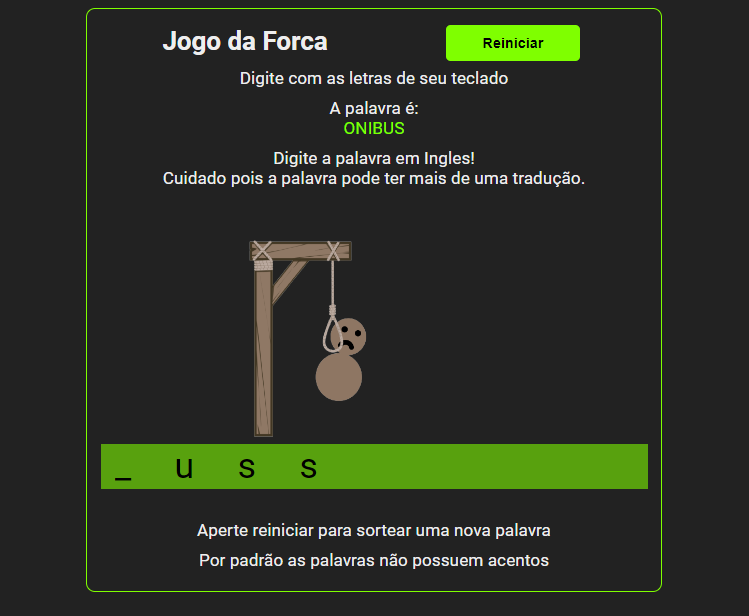 Jogo da Forca
Reiniciar
Digite com as letras de seu teclado
A palavra é:
ONIBUS
Digite a palavra em Ingles!
Cuidado pois a palavra pode ter mais de uma tradução.
_ u s s
Aperte reiniciar para sortear uma nova palavra
Por padrão as palavras não possuem acentos